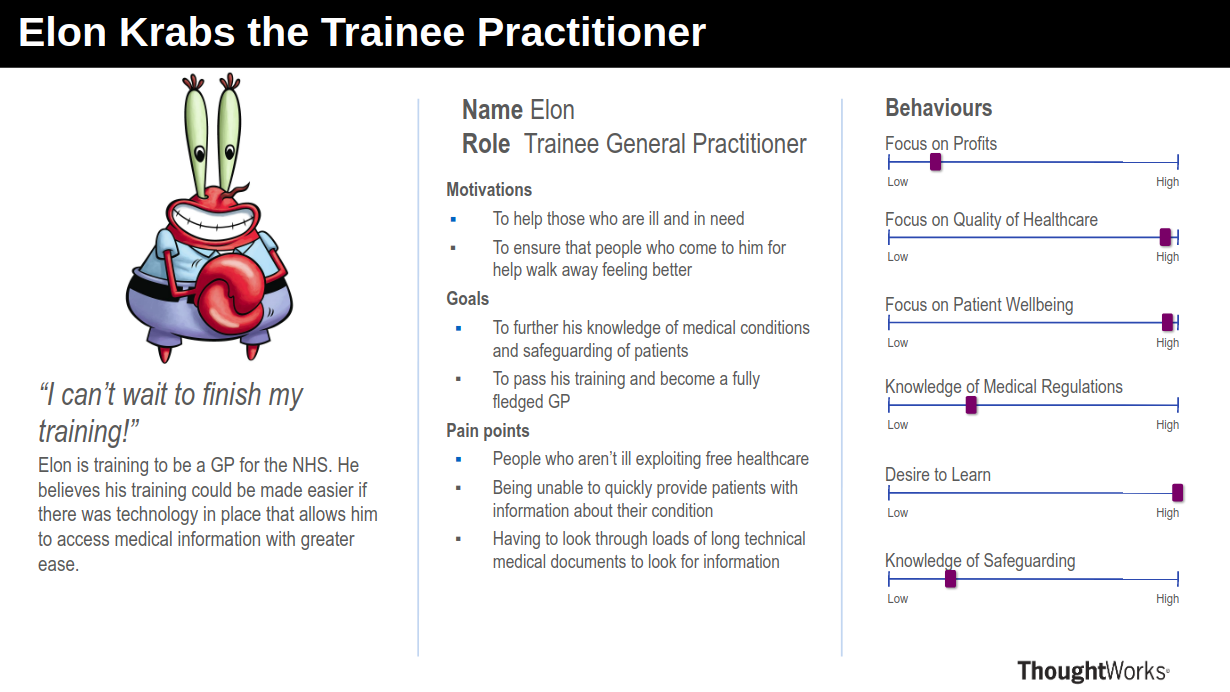 Elon Krabs the Trainee Practitioner
“I can’t wait to finish my
training!”
Elon is training to be a GP for the NHS. He
believes his training could be made easier if
there was technology in place that allows him
to access medical information with greater
ease.
Name Elon
Role Trainee General Practitioner
Motivations
▪ To help those who are ill and in need
▪ To ensure that people who come to him for
help walk away feeling better
Goals
▪ To further his knowledge of medical conditions
and safeguarding of patients
▪ To pass his training and become a fully
fledged GP
Pain points
▪ People who aren’t ill exploiting free healthcare
▪ Being unable to quickly provide patients with
information about their condition
▪ Having to look through loads of long technical
medical documents to look for information
Behaviours
Focus on Profits
Low High
Focus on Quality of Healthcare
Low High
Focus on Patient Wellbeing
Low High
Knowledge of Medical Regulations
Low High
Desire to Learn
Low High
Knowledge of Safeguarding
Low High
ThoughtWorks®